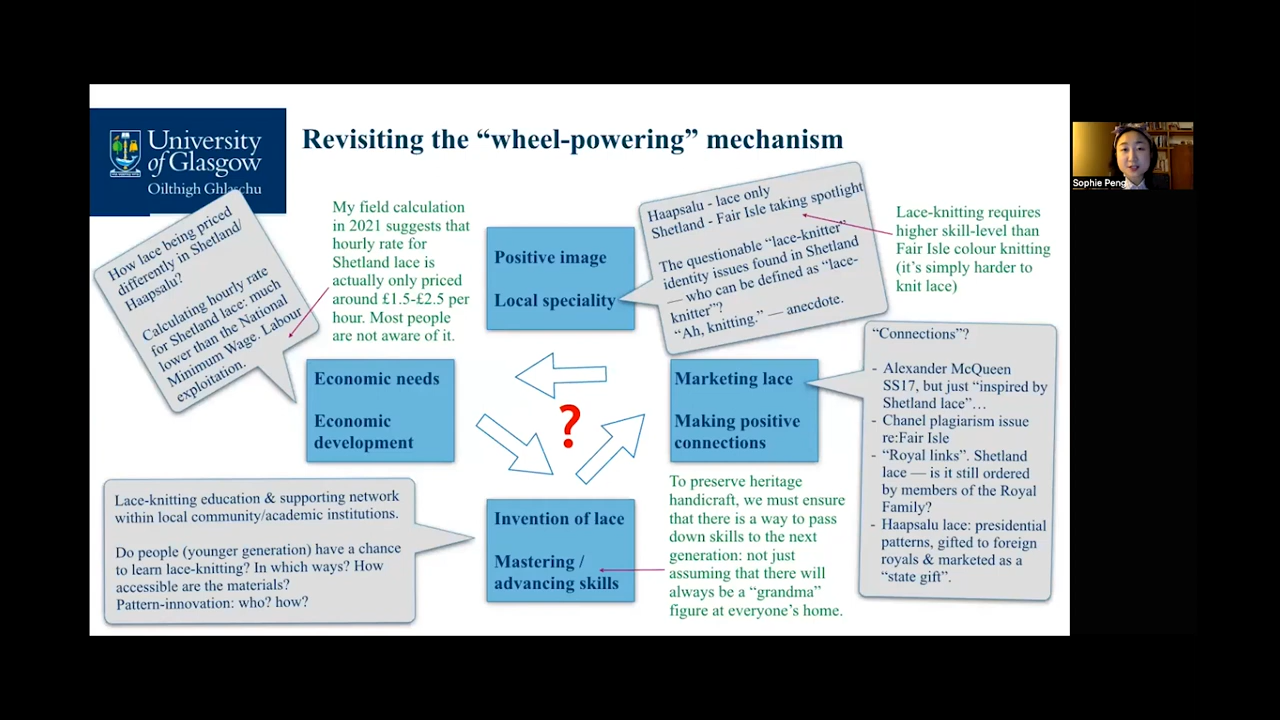 University
of Glasgow
Oilthigh Ghlaschu
Revisiting the “wheel-powering” mechanism
How lace being priced
differently in Shetland/
Haapsalu?
Calculating hourly rate
for Shetland lace: much
lower than the National
Minimum Wage. Labour
exploitation.
My field calculation
in 2021 suggests that
hourly rate for
Shetland lace is
actually only priced
around £1.5-£2.5 per
hour. Most people
are not aware of it.
Positive image
Local speciality
Haapsalu - lace only
Shetland - Fair Isle taking spotlight
The questionable “lace-knitter”
identity issues found in Shetland
— who can be defined as “lace-
knitter”?
“Ah, knitting.” — anecdote.
Lace-knitting requires
higher skill-level than
Fair Isle colour knitting
(it’s simply harder to
knit lace)
Sophie Peng
Economic needs
Economic
development
?
Marketing lace
Making positive
connections
“Connections”?
- Alexander McQueen
SS17, but just “inspired by
Shetland lace”…
- Chanel plagiarism issue
re:Fair Isle
- “Royal links”. Shetland
lace — is it still ordered
by members of the Royal
Family?
- Haapsalu lace: presidential
patterns, gifted to foreign
royals & marketed as a
“state gift”.
Lace-knitting education & supporting network
within local community/academic institutions.
Do people (younger generation) have a chance
to learn lace-knitting? In which ways? How
accessible are the materials?
Pattern-innovation: who? how?
Invention of lace
Mastering /
advancing skills
To preserve heritage
handicraft, we must ensure
that there is a way to pass
down skills to the next
generation: not just
assuming that there will
always be a “grandma”
figure at everyone’s home.